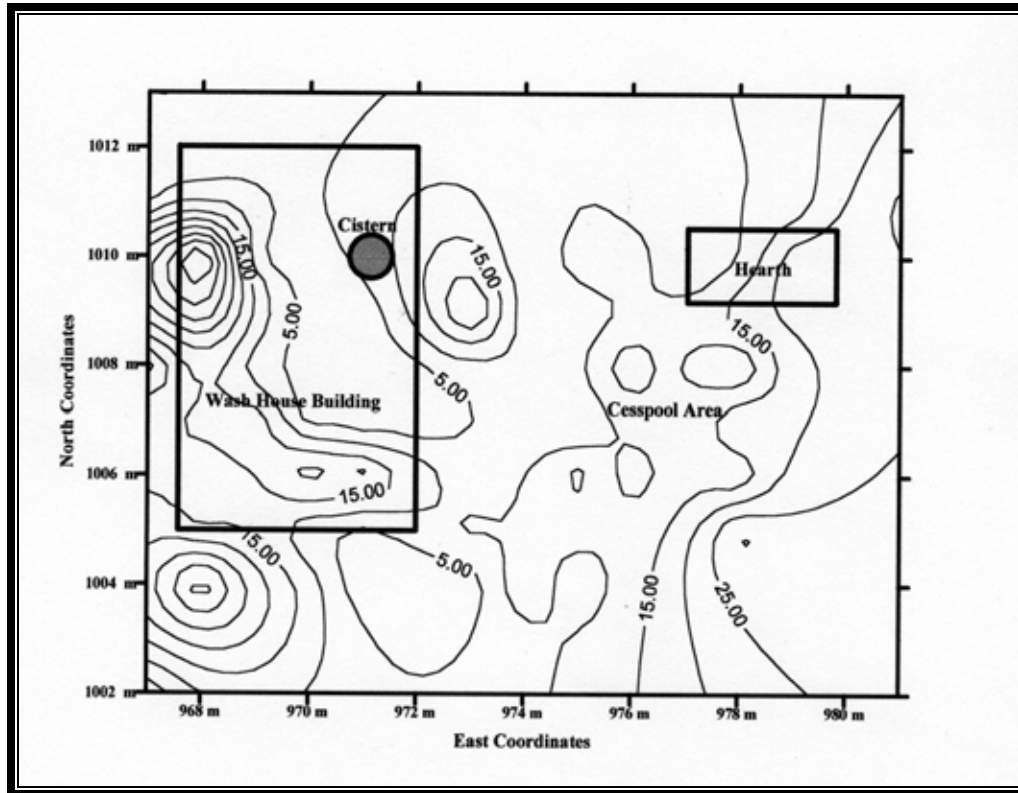 1012 m
Cistern
15.00
1010 m
15.00
Hearth
5.00
15.00
1008 m
5.00
Wash House Building
Cesspool Area
North Coordinates
1006 m
15.00
15.00
5.00
1004 m
15.00
25.00
1002 m
968 m 970 m 972 m 974 m 976 m 978 m 980 m
East Coordinates